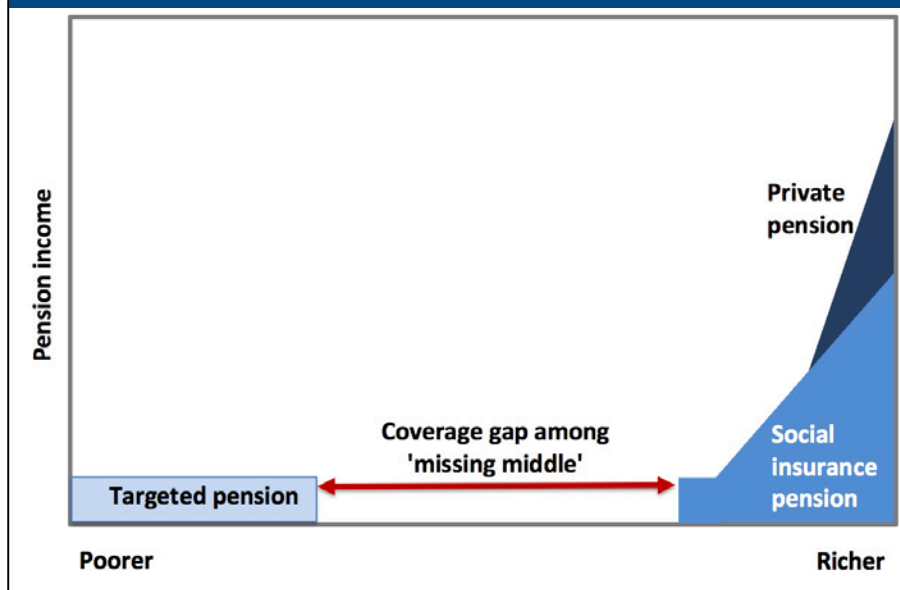 Pension income
Private
pension
Coverage gap among
'missing middle'
Social
insurance
pension
Targeted pension
Poorer
Richer